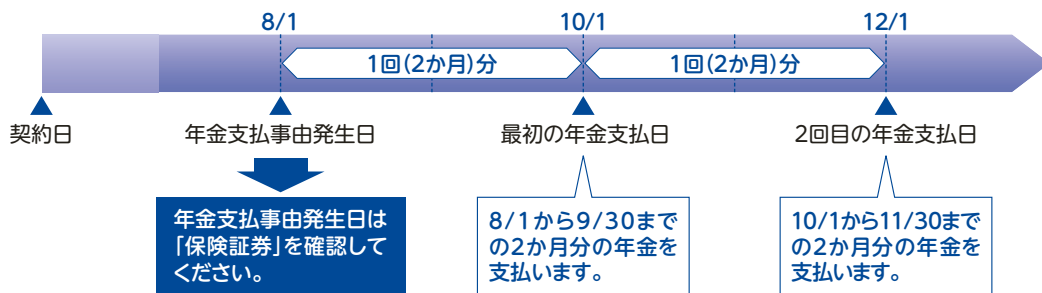 8/1
10/1
12/1
1回(2か月)分
1回(2か月)分
契約日
年金支払事由発生日
最初の年金支払日
2回目の年金支払日
年金支払事由発生日は
「保険証券」を確認して
ください。
8/1から9/30まで
の2か月分の年金を
支払います。
10/1から11/30まで
の2か月分の年金を
支払います。